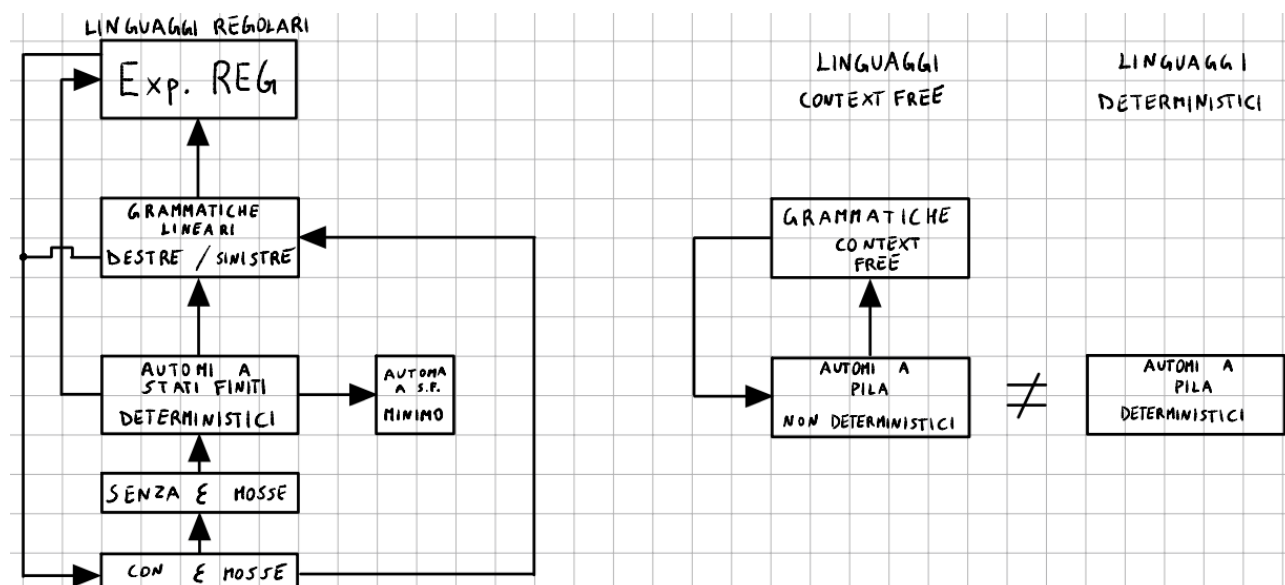 LINGUAGGI REGOLARI
Exp. REG
GRAMMATICHE
LINEARI
DESTRE / SINISTRE
AUTOMI A
STATI FINITI
DETERMINISTICI
AUTOMA
A S.F.
MINIMO
SENZA ε MOSSE
CON ε MOSSE
LINGUAGGI
CONTEXT FREE
GRAMMATICHE
CONTEXT
FREE
AUTOMI A
PILA
NON DETERMINISTICI
≠
LINGUAGGI
DETERMINISTICI
AUTOMI A
PILA
DETERMINISTICI